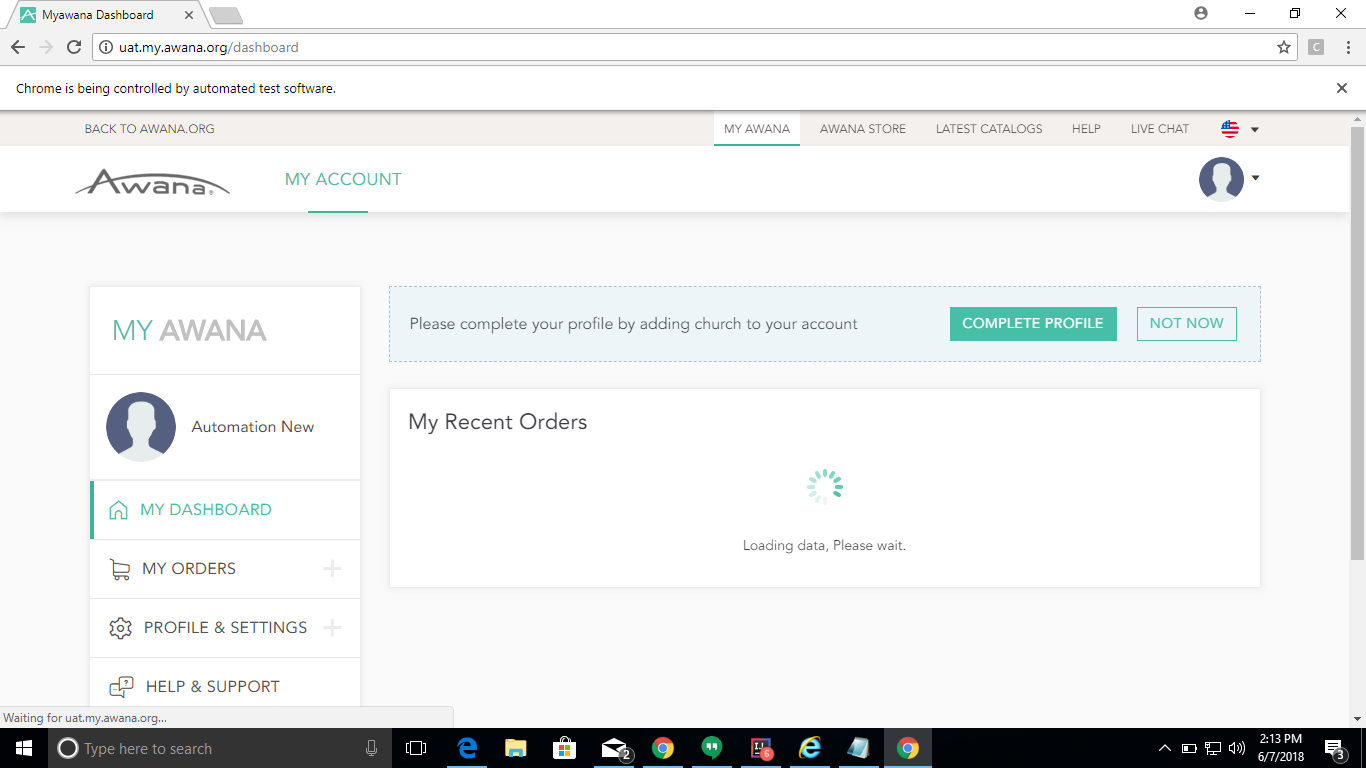 Myawana Dashboard
uat.my.awana.org/dashboard
C
Chrome is being controlled by automated test software.
BACK TO AWANA.ORG
MY AWANA
AWANA STORE
LATEST CATALOGS
HELP
LIVE CHAT
Awana®
MY ACCOUNT
MY AWANA
Please complete your profile by adding church to your account
COMPLETE PROFILE
NOT NOW
Automation New
My Recent Orders
Loading data, Please wait.
MY DASHBOARD
MY ORDERS
PROFILE & SETTINGS
HELP & SUPPORT
Waiting for uat.my.awana.org...
Type here to search
2
IJ
6
2:13 PM
6/7/2018
3